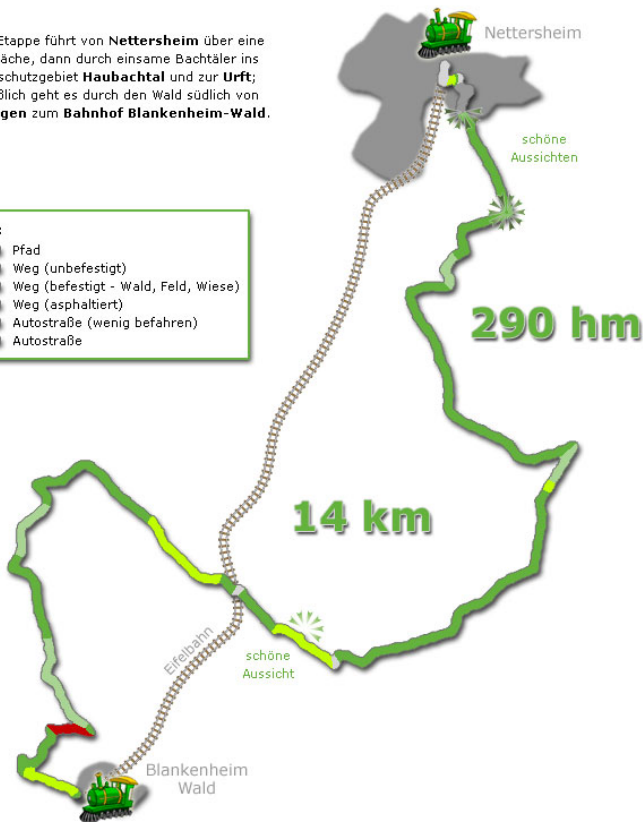 Etappe führt von Nettersheim über eine
äche, dann durch einsame Bachtäler ins
schutzgebiet Haubachtal und zur Urft;
lich geht es durch den Wald südlich von
gen zum Bahnhof Blankenheim-Wald.
Nettersheim
schöne
Aussichten
:
Pfad
Weg (unbefestigt)
Weg (befestigt - Wald, Feld, Wiese)
Weg (asphaltiert)
Autostraße (wenig befahren)
Autostraße
290 hm
14 km
Eifelbahn
schöne
Aussicht
Blankenheim
Wald